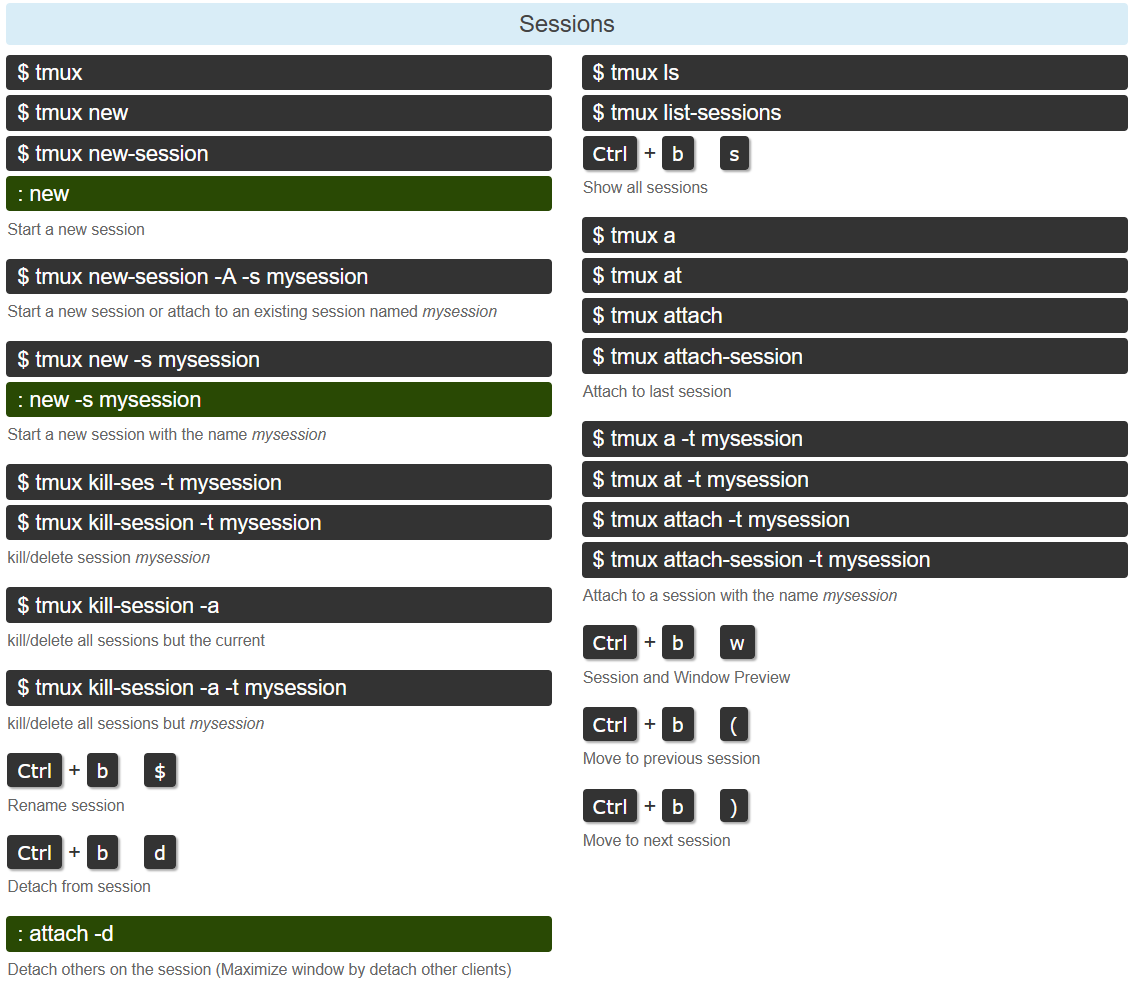 Sessions
$ tmux
$ tmux new
$ tmux new-session
: new
Start a new session
$ tmux new-session -A -s mysession
Start a new session or attach to an existing session named mysession
$ tmux new -s mysession
: new -s mysession
Start a new session with the name mysession
$ tmux kill-ses -t mysession
$ tmux kill-session -t mysession
kill/delete session mysession
$ tmux kill-session -a
kill/delete all sessions but the current
$ tmux kill-session -a -t mysession
kill/delete all sessions but mysession
Ctrl + b $
Rename session
Ctrl + b d
Detach from session
: attach -d
Detach others on the session (Maximize window by detach other clients)
$ tmux ls
$ tmux list-sessions
Ctrl + b s
Show all sessions
$ tmux a
$ tmux at
$ tmux attach
$ tmux attach-session
Attach to last session
$ tmux a -t mysession
$ tmux at -t mysession
$ tmux attach -t mysession
$ tmux attach-session -t mysession
Attach to a session with the name mysession
Ctrl + b w
Session and Window Preview
Ctrl + b (
Move to previous session
Ctrl + b )
Move to next session